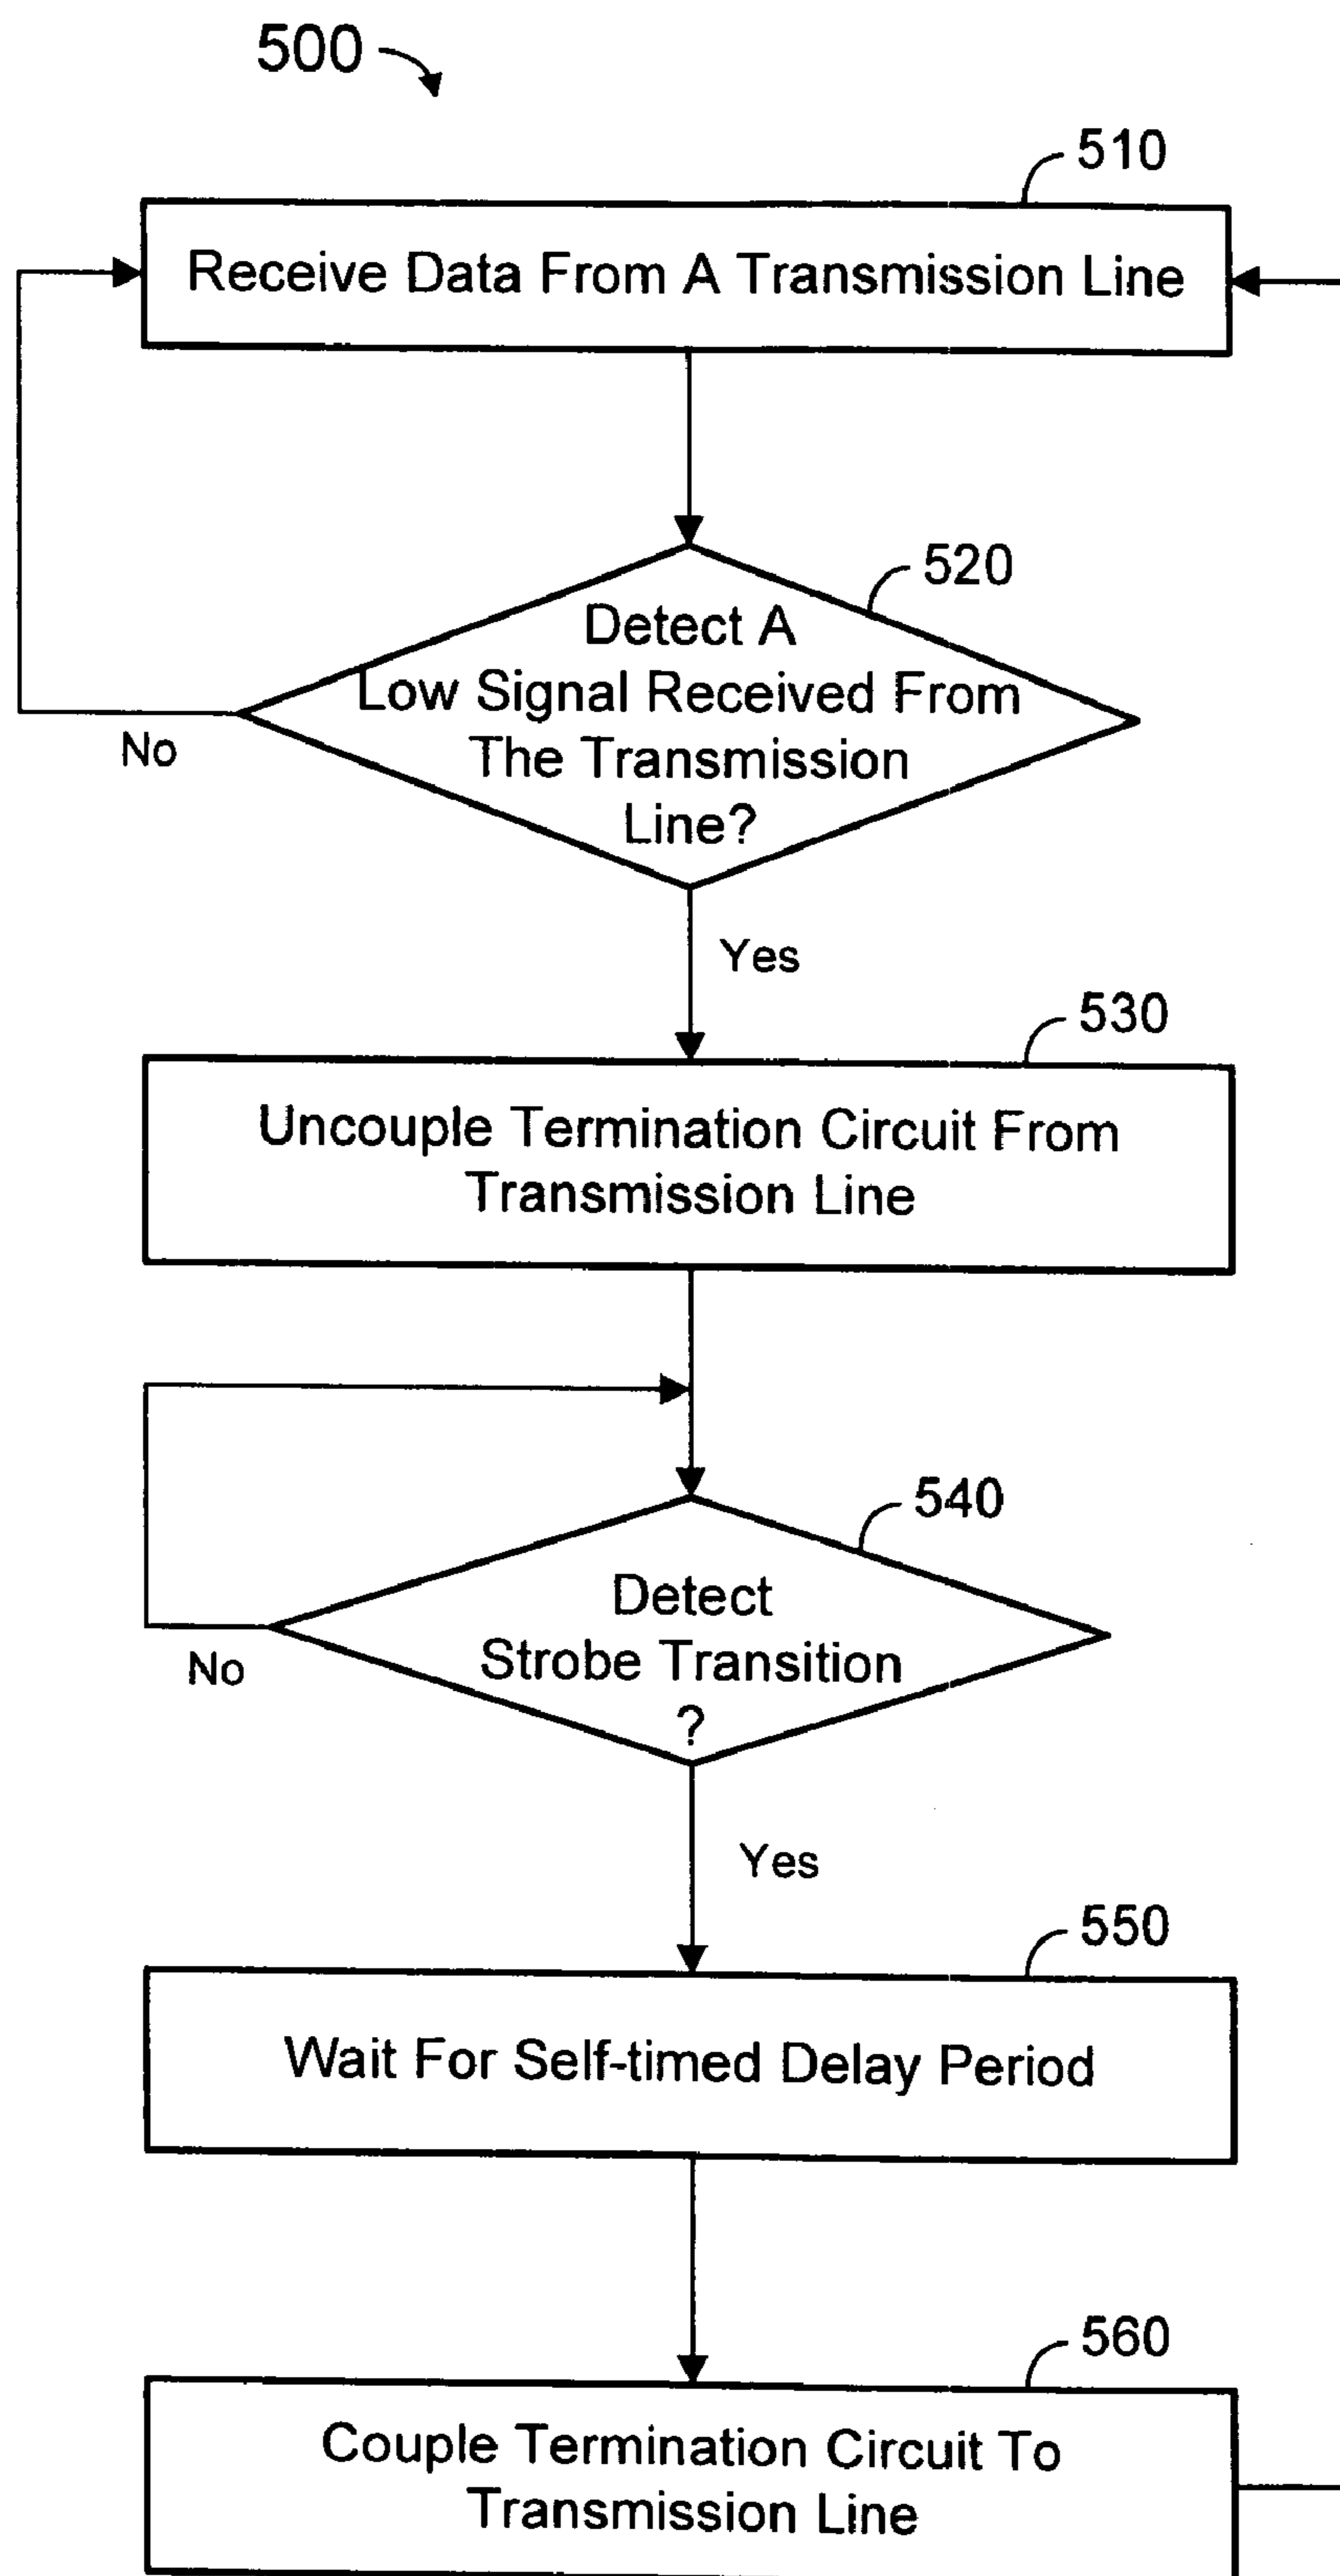 500
510
Receive Data From A Transmission Line
520
Detect A
Low Signal Received From
The Transmission
Line?
No
Yes
530
Uncouple Termination Circuit From
Transmission Line
540
Detect
Strobe Transition
?
No
Yes
550
Wait For Self-timed Delay Period
560
Couple Termination Circuit To
Transmission Line